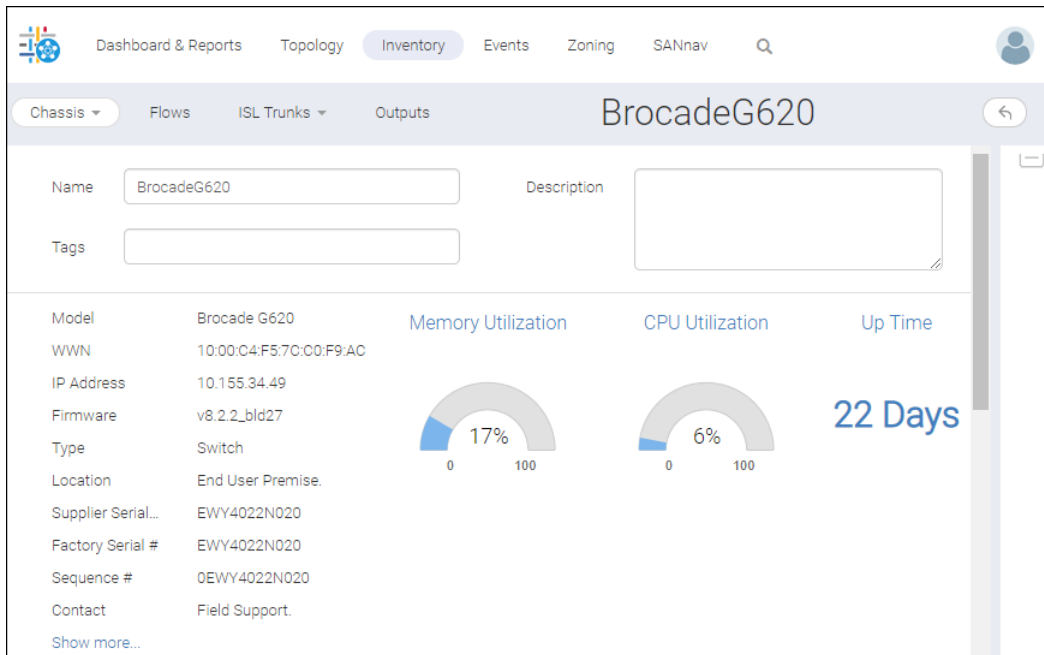 Dashboard & Reports Topology Inventory Events Zoning SANnav
Chassis Flows ISL Trunks Outputs BrocadeG620
Name BrocadeG620 Description
Tags
Model Brocade G620 Memory Utilization CPU Utilization Up Time
WWN 10:00:C4:F5:7C:C0:F9:AC
IP Address 10.155.34.49
Firmware v8.2.2_bld27 17% 6% 22 Days
Type Switch
0 100 0 100
Location End User Premise.
Supplier Serial... EWY4022N020
Factory Serial # EWY4022N020
Sequence # 0EWY4022N020
Contact Field Support.
Show more...